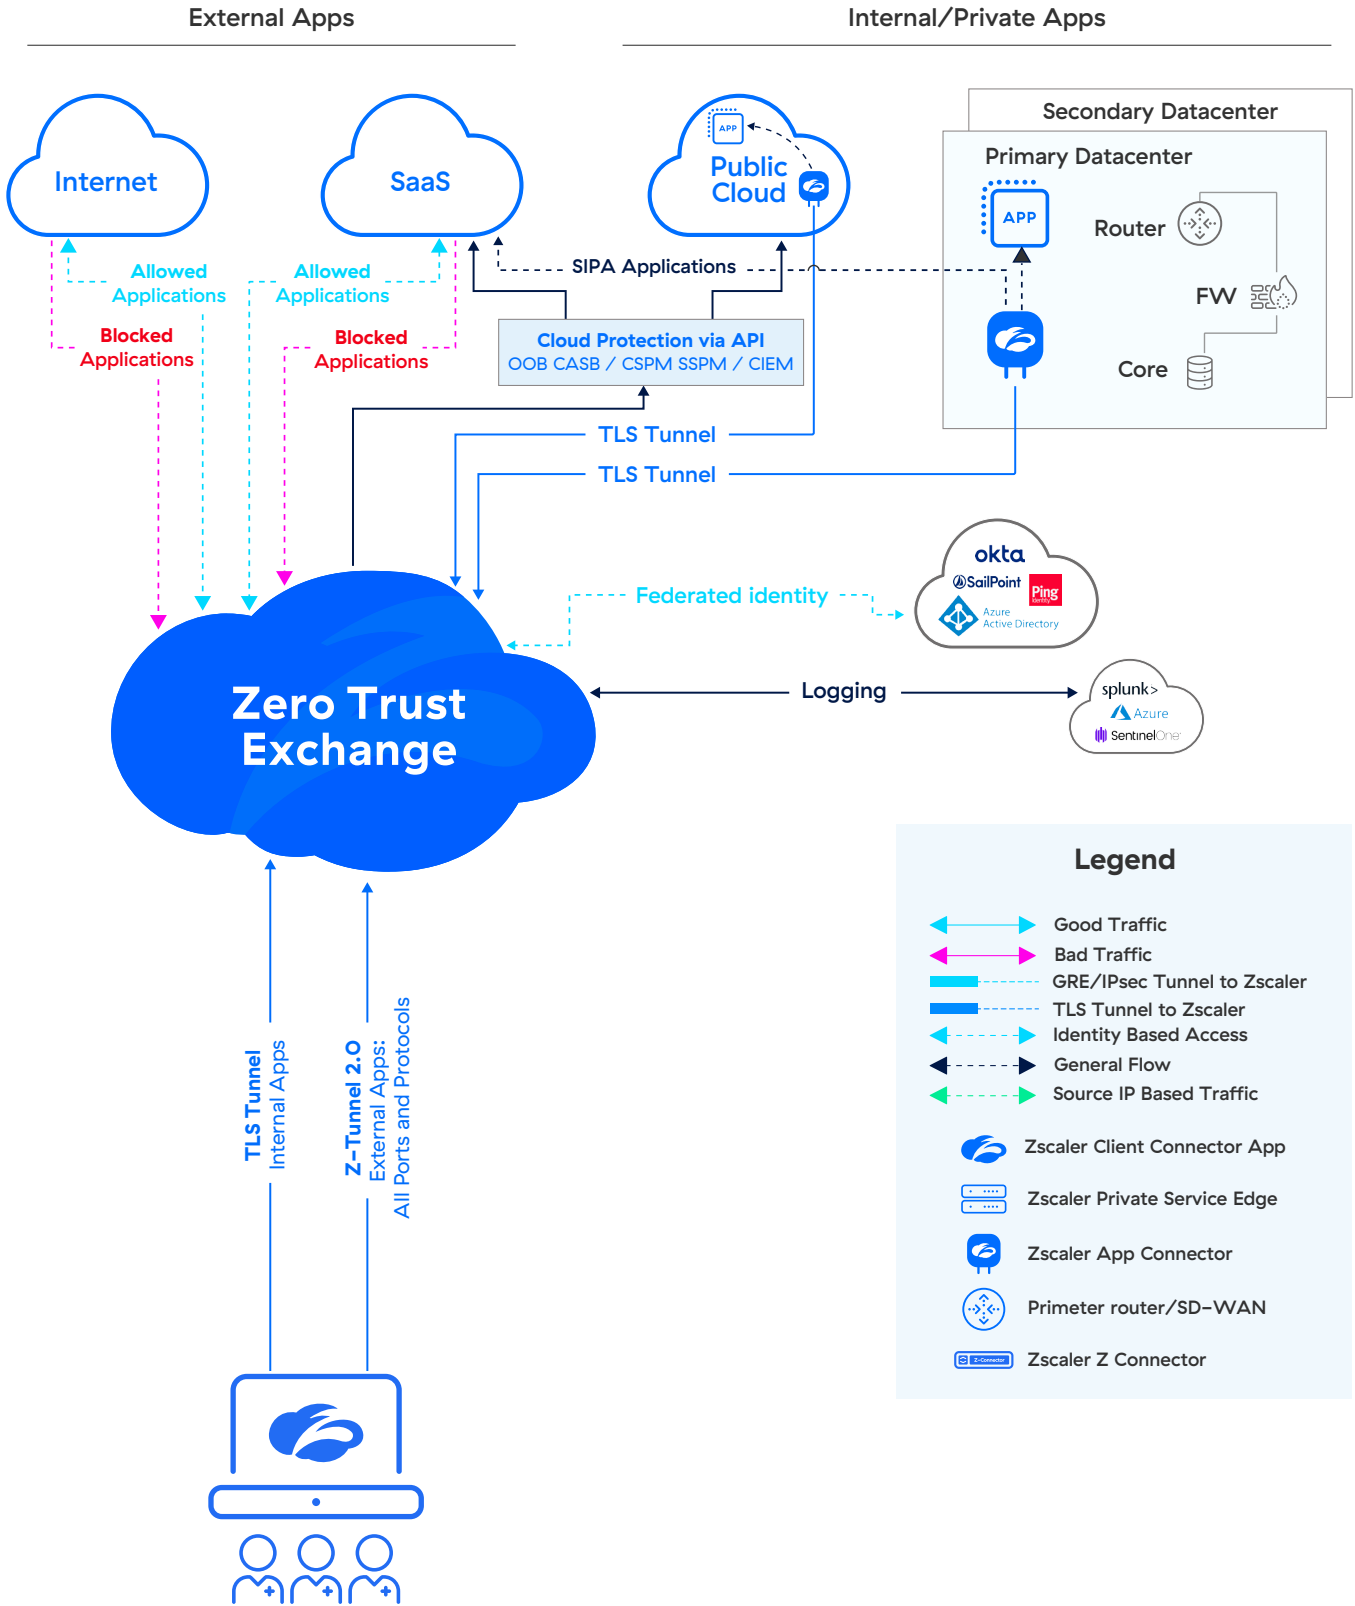 External Apps
Internal/Private Apps
Internet
SaaS
APP
Public
Cloud
Secondary Datacenter
Primary Datacenter
APP
Router
FW
Core
Allowed
Applications
Allowed
Applications
Blocked
Applications
Blocked
Applications
SIPA Applications
Cloud Protection via API
OOB CASB / CSPM SSPM / CIEM
TLS Tunnel
TLS Tunnel
okta
SailPoint
Ping
Identity
Azure
Active Directory
Federated identity
Zero Trust
Exchange
Logging
splunk>
Azure
SentinelOne
Legend
Good Traffic
Bad Traffic
GRE/IPsec Tunnel to Zscaler
TLS Tunnel to Zscaler
Identity Based Access
General Flow
Source IP Based Traffic
Zscaler Client Connector App
Zscaler Private Service Edge
Zscaler App Connector
Primeter router/SD-WAN
Z-Connector
Zscaler Z Connector
TLS Tunnel
Internal Apps
Z-Tunnel 2.0
External Apps:
All Ports and Protocols